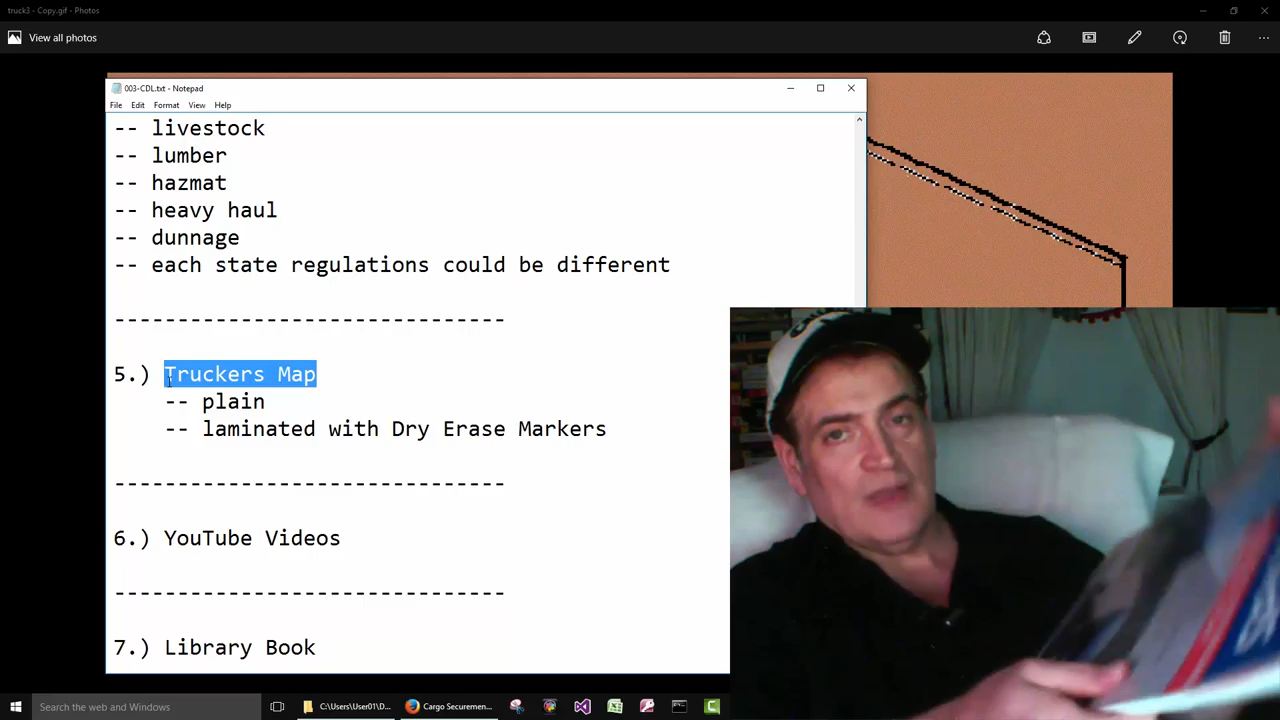 truck3 - Copy.gif - Photos
View all photos
003-CDL.txt - Notepad
File Edit Format View Help
-- livestock
-- lumber
-- hazmat
-- heavy haul
-- dunnage
-- each state regulations could be different
-------------------------------
5.) Truckers Map
-- plain
-- laminated with Dry Erase Markers
-------------------------------
6.) YouTube Videos
-------------------------------
7.) Library Book
Search the web and Windows
C:\Users\User01\D...
Cargo Securemen...